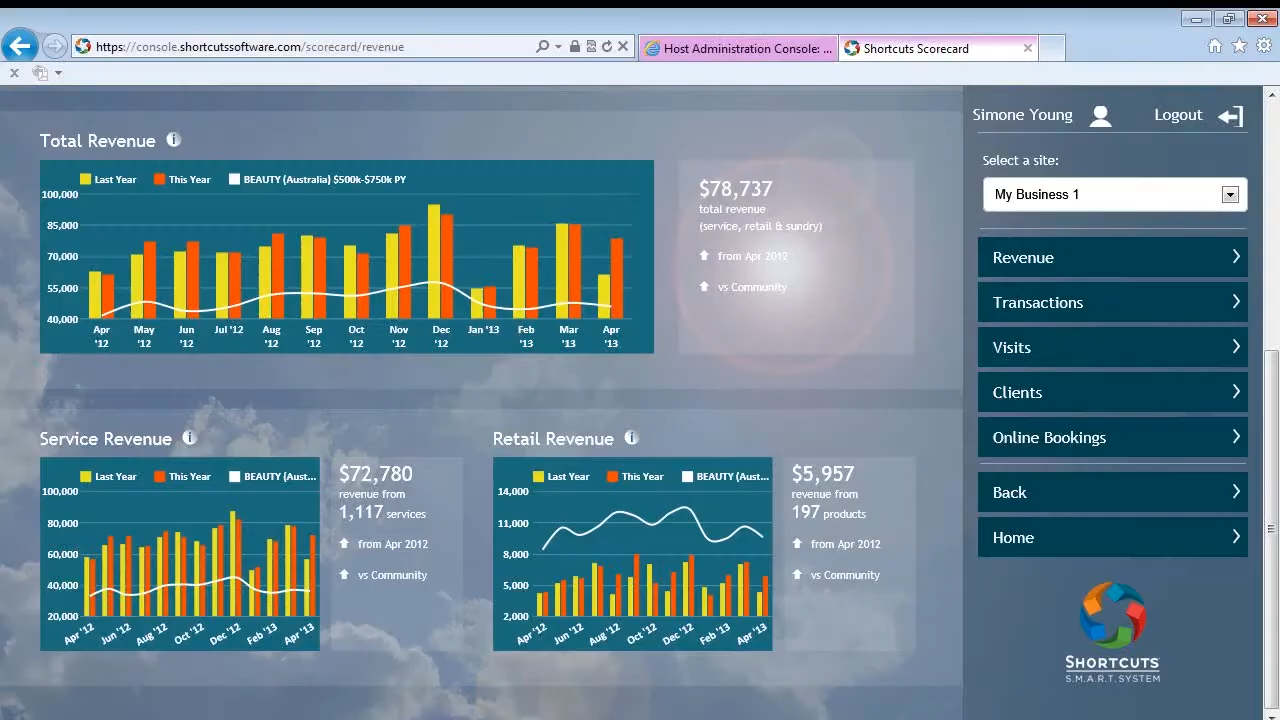 https://console.shortcutssoftware.com/scorecard/revenue
Host Administration Console: ...
Shortcuts Scorecard
Simone Young
Logout
Select a site:
My Business 1
Revenue
Transactions
Visits
Clients
Online Bookings
Back
Home
SHORTCUTS
S.M.A.R.T. SYSTEM
Total Revenue
Last Year This Year BEAUTY (Australia) $500k-$750k PY
100,000
85,000
70,000
55,000
40,000
Apr '12 May '12 Jun '12 Jul '12 Aug '12 Sep '12 Oct '12 Nov '12 Dec '12 Jan '13 Feb '13 Mar '13 Apr '13
$78,737
total revenue
(service, retail & sundry)
from Apr 2012
vs Community
Service Revenue
Last Year This Year BEAUTY (Aust...
100,000
80,000
60,000
40,000
20,000
Apr '12 Jun '12 Aug '12 Oct '12 Dec '12 Feb '13 Apr '13
$72,780
revenue from
1,117 services
from Apr 2012
vs Community
Retail Revenue
Last Year This Year BEAUTY (Aust...
14,000
11,000
8,000
5,000
2,000
Apr '12 Jun '12 Aug '12 Oct '12 Dec '12 Feb '13 Apr '13
$5,957
revenue from
197 products
from Apr 2012
vs Community